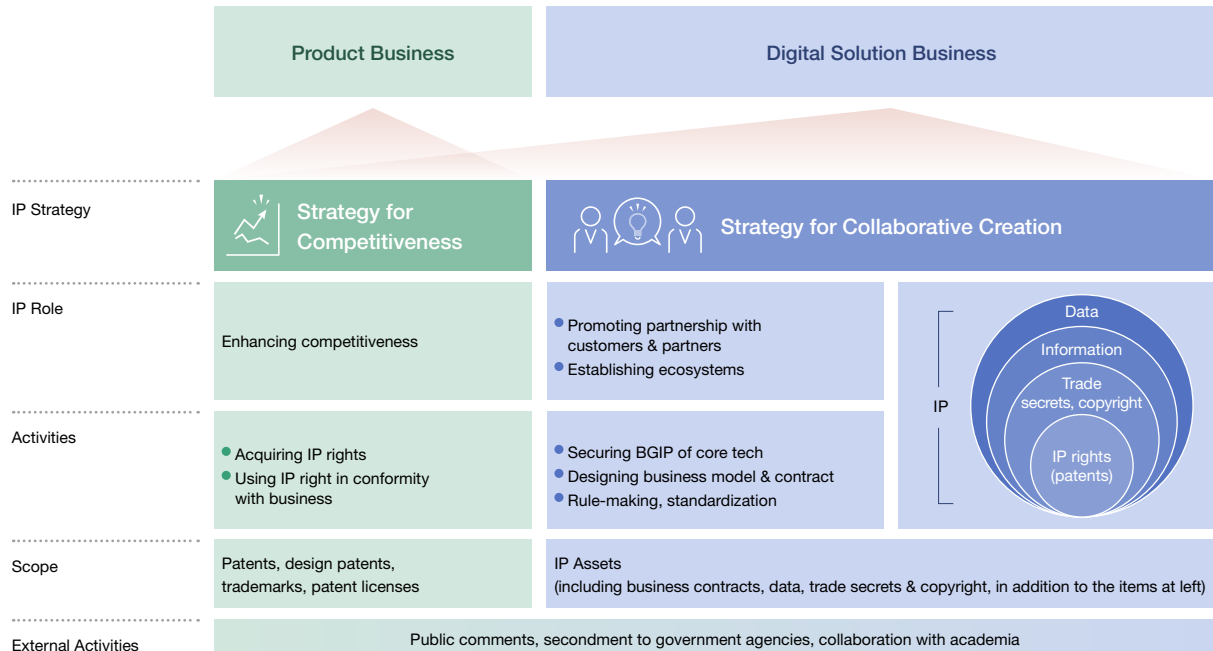 Product Business
Digital Solution Business
IP Strategy
Strategy for
Competitiveness
Strategy for Collaborative Creation
IP Role
Enhancing competitiveness
Promoting partnership with
customers & partners
Establishing ecosystems
Data
Information
Trade
secrets, copyright
IP rights
(patents)
IP
Activities
Acquiring IP rights
Using IP right in conformity
with business
Securing BGIP of core tech
Designing business model & contract
Rule-making, standardization
Scope
Patents, design patents,
trademarks, patent licenses
IP Assets
(including business contracts, data, trade secrets & copyright, in addition to the items at left)
External Activities
Public comments, secondment to government agencies, collaboration with academia